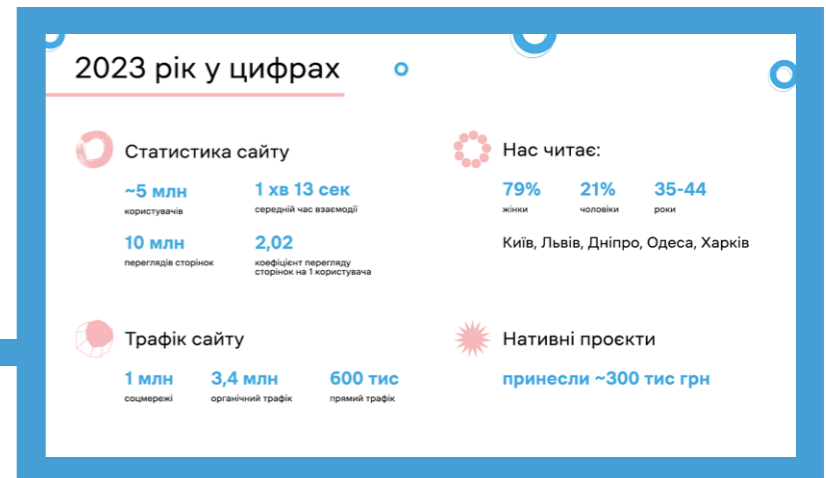 2023 рік у цифрах
Статистика сайту
~5 млн
користувачів
1 хв 13 сек
середній час взаємодії
10 млн
переглядів сторінок
2,02
коефіцієнт перегляду
сторінок на 1 користувача
Нас читає:
79%
жінки
21%
чоловіки
35-44
роки
Київ, Львів, Дніпро, Одеса, Харків
Трафік сайту
1 млн
соцмережі
3,4 млн
органічний трафік
600 тис
прямий трафік
Нативні проєкти
принесли ~300 тис грн